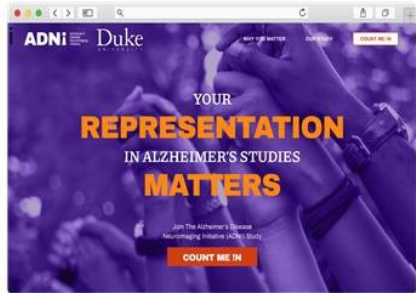 ADNI Duke
UNIVERSITY
WHY YOU MATTER OUR STUDY COUNT ME IN
YOUR
REPRESENTATION
IN ALZHEIMER'S STUDIES
MATTERS
Join The Alzheimer's Disease
Neuroimaging Initiative (ADNI) Study
COUNT ME IN